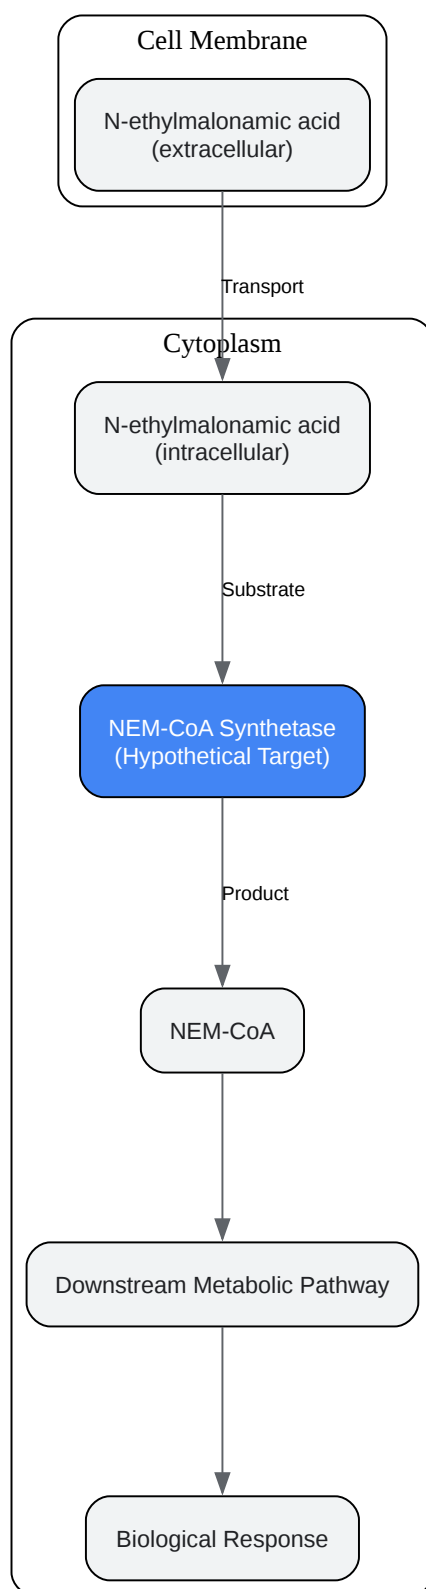 Cell Membrane
N-ethylmalonamic acid
(extracellular)
Transport
Cytoplasm
N-ethylmalonamic acid
(intracellular)
Substrate
NEM-CoA Synthetase
(Hypothetical Target)
Product
NEM-CoA
Downstream Metabolic Pathway
Biological Response